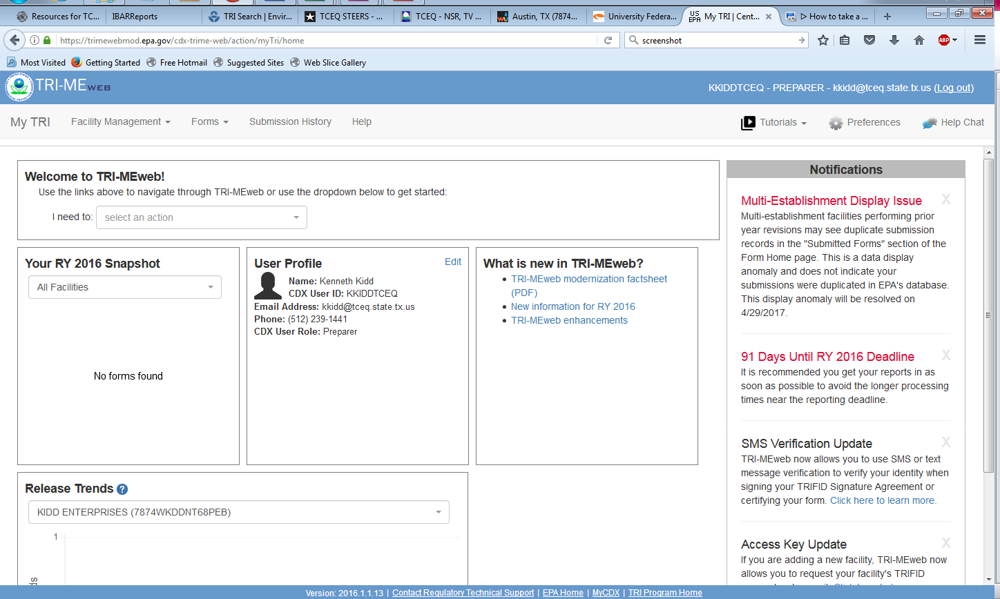 Resources for TC...
IBARReports
TRI Search | Envir...
TCEQ STEERS - ...
TCEQ - NSR, TV ...
Austin, TX (7874...
University Federa...
US EPA My TRI | Cent...
How to take a ...
https://trimewebmod.epa.gov/cdx-trime-web/action/myTri/home
screenshot
ABP
Most Visited
Getting Started
Free Hotmail
Suggested Sites
Web Slice Gallery
TRI-MEWEB
KKIDDTCEQ - PREPARER - kkidd@tceq.state.tx.us (Log out)
My TRI
Facility Management
Forms
Submission History
Help
Tutorials
Preferences
Help Chat
Welcome to TRI-MEweb!
Use the links above to navigate through TRI-MEweb or use the dropdown below to get started:
I need to: select an action
Your RY 2016 Snapshot
All Facilities
No forms found
User Profile
Edit
Name: Kenneth Kidd
CDX User ID: KKIDDTCEQ
Email Address: kkidd@tceq.state.tx.us
Phone: (512) 239-1441
CDX User Role: Preparer
What is new in TRI-MEweb?
• TRI-MEweb modernization factsheet
(PDF)
• New information for RY 2016
• TRI-MEweb enhancements
Release Trends ?
KIDD ENTERPRISES (7874WKDDNT68PEB)
1
Notifications
Multi-Establishment Display Issue X
Multi-establishment facilities performing prior
year revisions may see duplicate submission
records in the "Submitted Forms" section of the
Form Home page. This is a data display
anomaly and does not indicate your
submissions were duplicated in EPA's database.
This display anomaly will be resolved on
4/29/2017.
91 Days Until RY 2016 Deadline X
It is recommended you get your reports in as
soon as possible to avoid the longer processing
times near the reporting deadline.
SMS Verification Update X
TRI-MEweb now allows you to use SMS or text
message verification to verify your identity when
signing your TRIFID Signature Agreement or
certifying your form. Click here to learn more.
Access Key Update X
If you are adding a new facility, TRI-MEweb now
allows you to request your facility's TRIFID
Version: 2016.1.1.13 | Contact Regulatory Technical Support | EPA Home | MyCDX | TRI Program Home